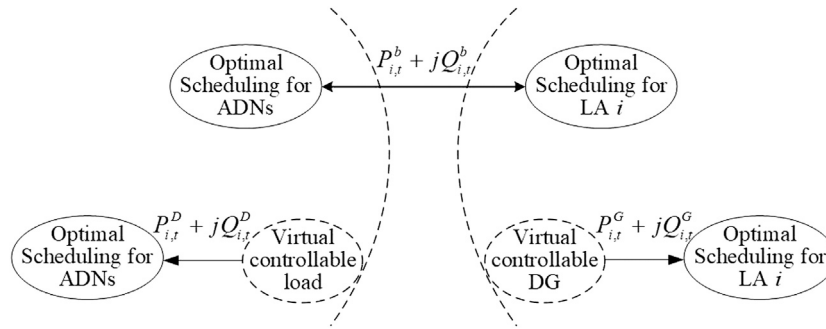 Optimal
Scheduling for
ADNs
P^b_{i,t} + jQ^b_{i,t}
Optimal
Scheduling for
LA i
Optimal
Scheduling for
ADNs
P^D_{i,t} + jQ^D_{i,t}
Virtual
controllable
load
Virtual
controllable
DG
P^G_{i,t} + jQ^G_{i,t}
Optimal
Scheduling for
LA i